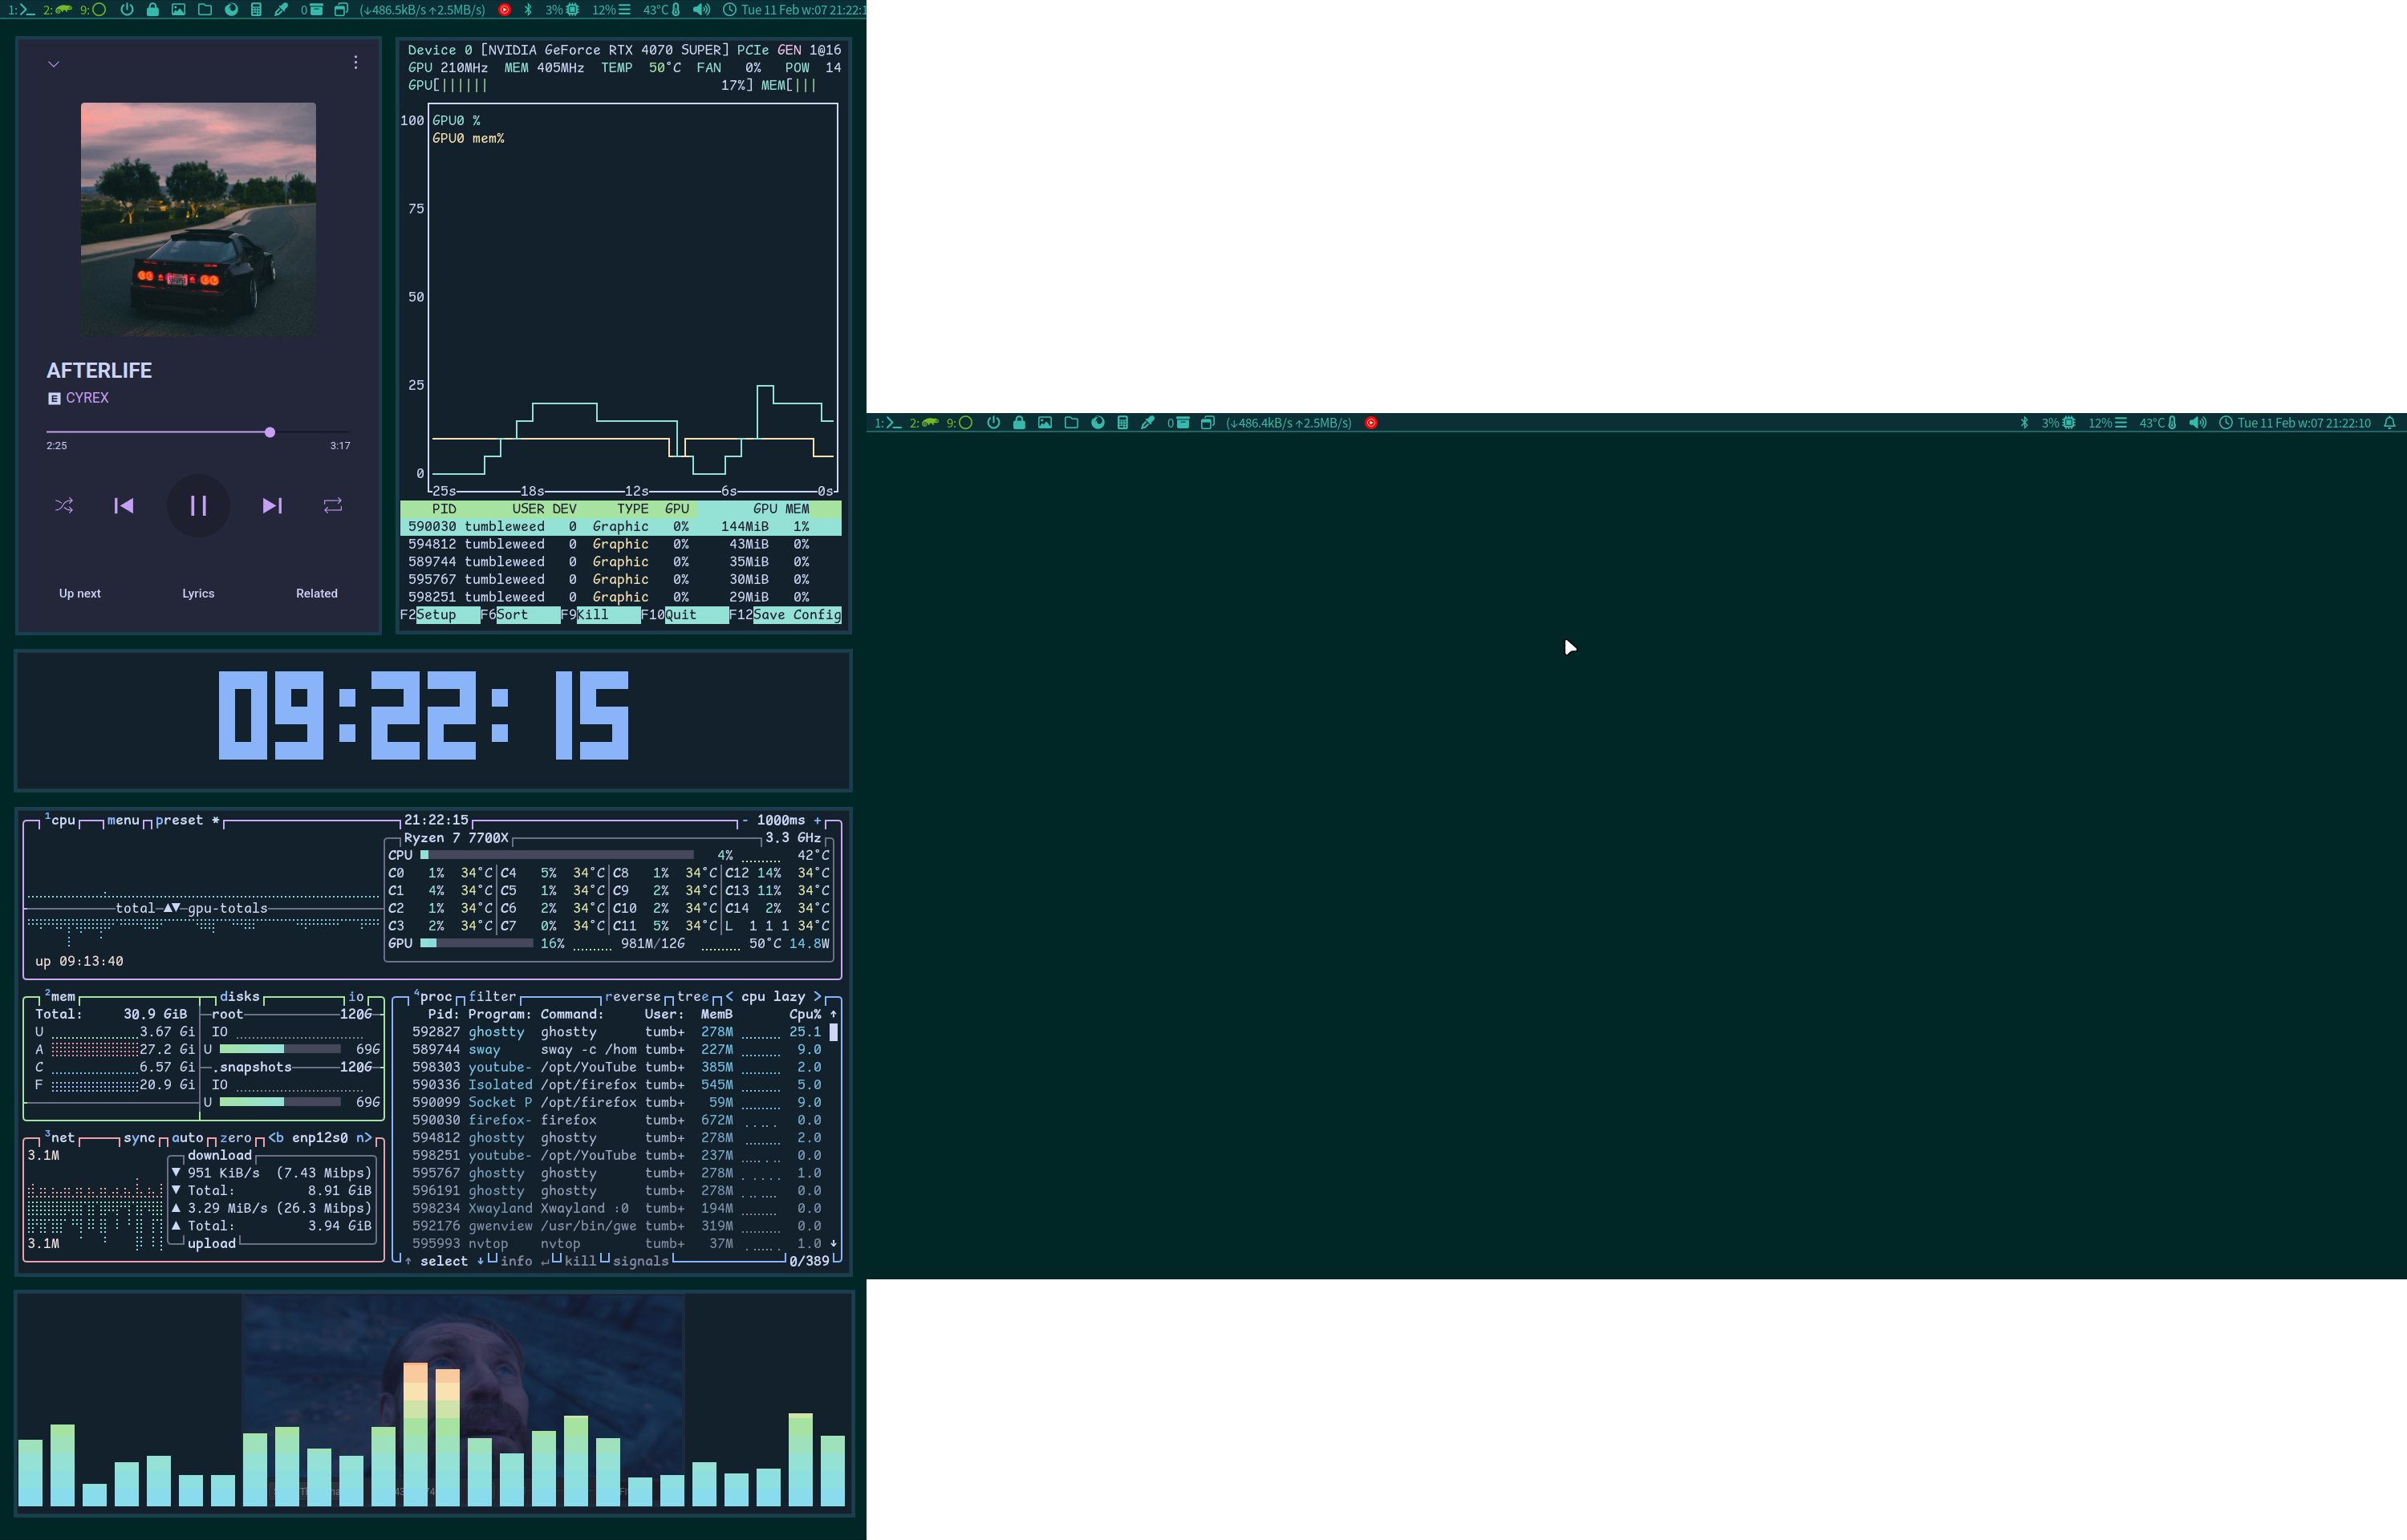 1: 2: 9: 0 (↓486.5kB/s ↑2.5MB/s) 3% 12% 43°C Tue 11 Feb w:07 21:22:1
AFTERLIFE
E CYREX
2:25 3:17
Up next Lyrics Related
Device 0 [NVIDIA GeForce RTX 4070 SUPER] PCIe GEN 1@16
GPU 210MHz MEM 405MHz TEMP 50°C FAN 0% POW 14
GPU[|||||| 17%] MEM[|||
100 GPU0 %
GPU0 mem%
75
50
25
0
25s 18s 12s 6s 0s
PID USER DEV TYPE GPU GPU MEM
590030 tumbleweed 0 Graphic 0% 144MiB 1%
594812 tumbleweed 0 Graphic 0% 43MiB 0%
589744 tumbleweed 0 Graphic 0% 35MiB 0%
595767 tumbleweed 0 Graphic 0% 30MiB 0%
598251 tumbleweed 0 Graphic 0% 29MiB 0%
F2Setup F6Sort F9Kill F10Quit F12Save Config
1: 2: 9: 0 (↓486.4kB/s ↑2.5MB/s) 3% 12% 43°C Tue 11 Feb w:07 21:22:10
09:22:15
¹cpu menu preset * 21:22:15 - 1000ms +
Ryzen 7 7700X 3.3 GHz
CPU 4% 42°C
C0 1% 34°C C4 5% 34°C C8 1% 34°C C12 14% 34°C
C1 4% 34°C C5 1% 34°C C9 2% 34°C C13 11% 34°C
C2 1% 34°C C6 2% 34°C C10 2% 34°C C14 2% 34°C
C3 2% 34°C C7 0% 34°C C11 5% 34°C L 1 1 1 34°C
GPU 16% 981M/12G 50°C 14.8W
total ▲▼ gpu-totals
up 09:13:40
²mem disks io
Total: 30.9 GiB root 120G
U 3.67 Gi IO
A 27.2 Gi U 69G
C 6.57 Gi .snapshots 120G
F 20.9 Gi IO
U 69G
³net sync auto zero <b enp12s0 n>
3.1M download
▼ 951 KiB/s (7.43 Mibps)
▼ Total: 8.91 GiB
▲ 3.29 MiB/s (26.3 Mibps)
▲ Total: 3.94 GiB
3.1M upload
⁴proc filter reverse tree < cpu lazy >
Pid: Program: Command: User: MemB Cpu% ↑
592827 ghostty ghostty tumb+ 278M 25.1
589744 sway sway -c /hom tumb+ 227M 9.0
598303 youtube- /opt/YouTube tumb+ 385M 2.0
590336 Isolated /opt/firefox tumb+ 545M 5.0
590099 Socket P /opt/firefox tumb+ 59M 9.0
590030 firefox- firefox tumb+ 672M 0.0
594812 ghostty ghostty tumb+ 278M 2.0
598251 youtube- /opt/YouTube tumb+ 237M 0.0
595767 ghostty ghostty tumb+ 278M 1.0
596191 ghostty ghostty tumb+ 278M 0.0
598234 Xwayland Xwayland :0 tumb+ 194M 0.0
592176 gwenview /usr/bin/gwe tumb+ 319M 0.0
595993 nvtop nvtop tumb+ 37M 1.0 ↓
↑ select ↓ info ↵ kill signals 0/389